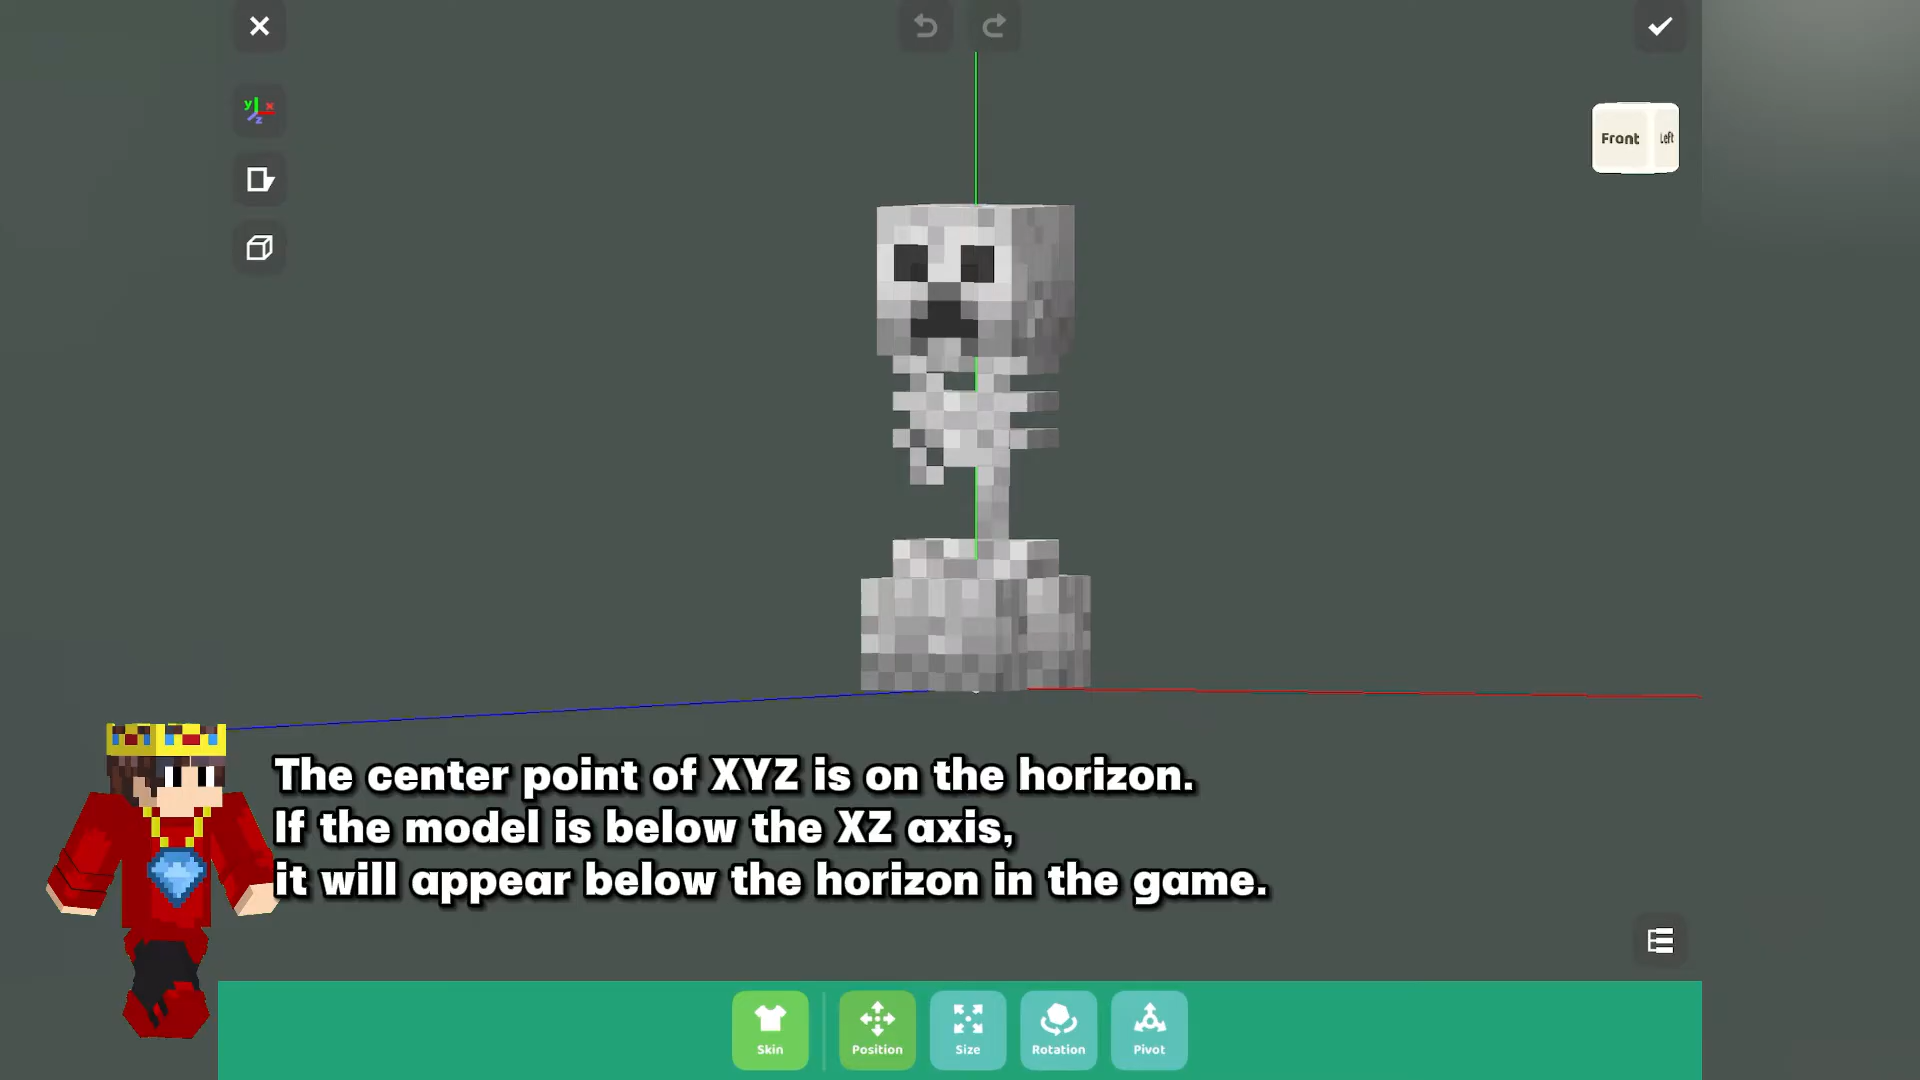 y x
z
Front Left
The center point of XYZ is on the horizon.
If the model is below the XZ axis,
it will appear below the horizon in the game.
Skin Position Size Rotation Pivot